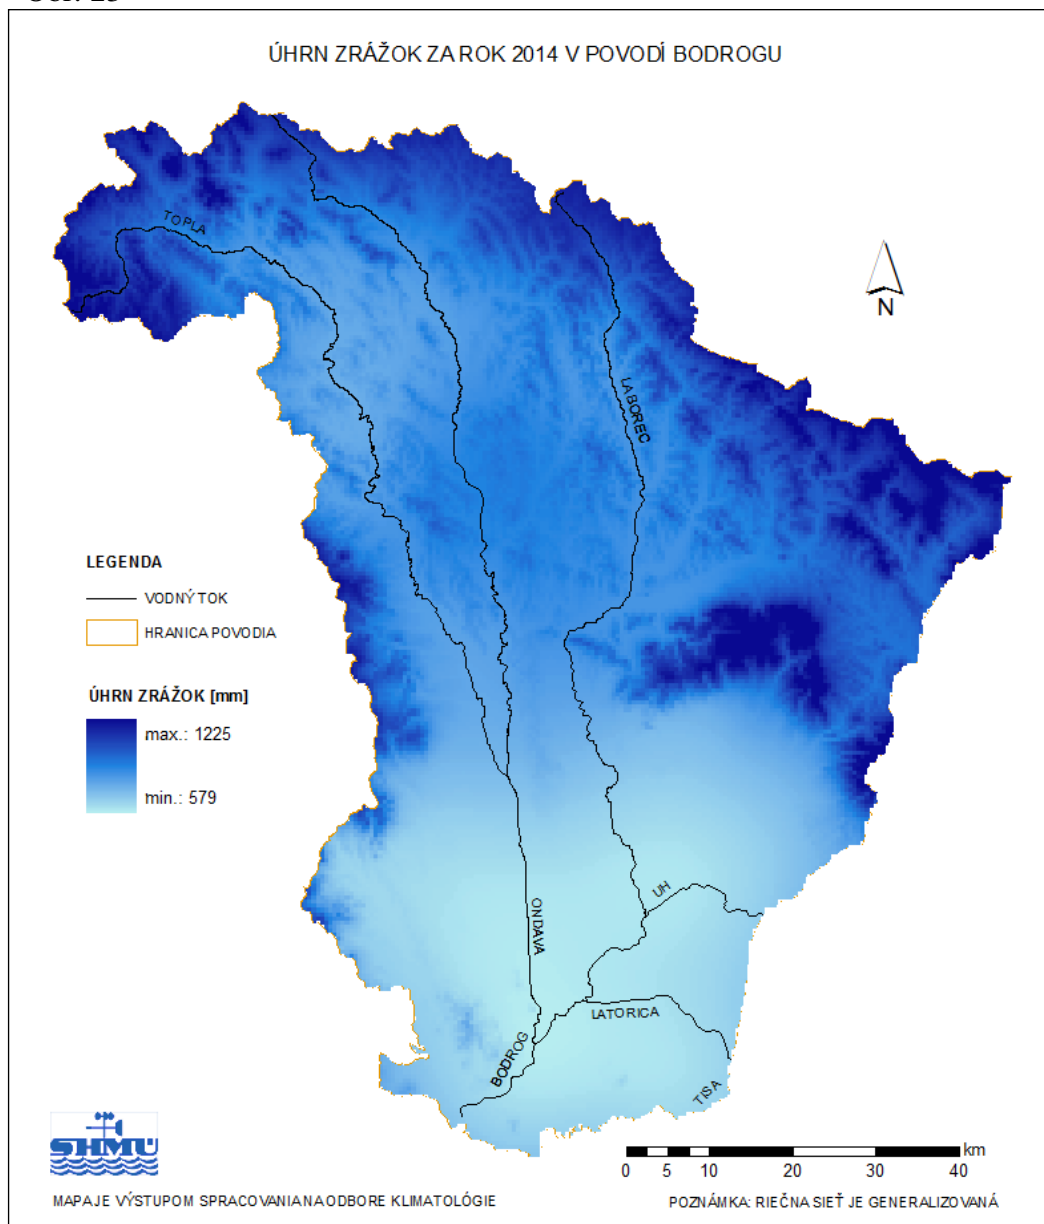 ÚHRN ZRÁŽOK ZA ROK 2014 V POVODÍ BODROGU
TOPĽA
N
LABOREC
LEGENDA
VODNÝ TOK
HRANICA POVODIA
ÚHRN ZRÁŽOK [mm]
max.: 1225
min.: 579
UH
ONDAVA
LATORICA
BODROG
TISA
SHMÚ
km
0 5 10 20 30 40
MAPA JE VÝSTUPOM SPRACOVANIA NA ODBORE KLIMATOLÓGIE
POZNÁMKA: RIEČNA SIEŤ JE GENERALIZOVANÁ